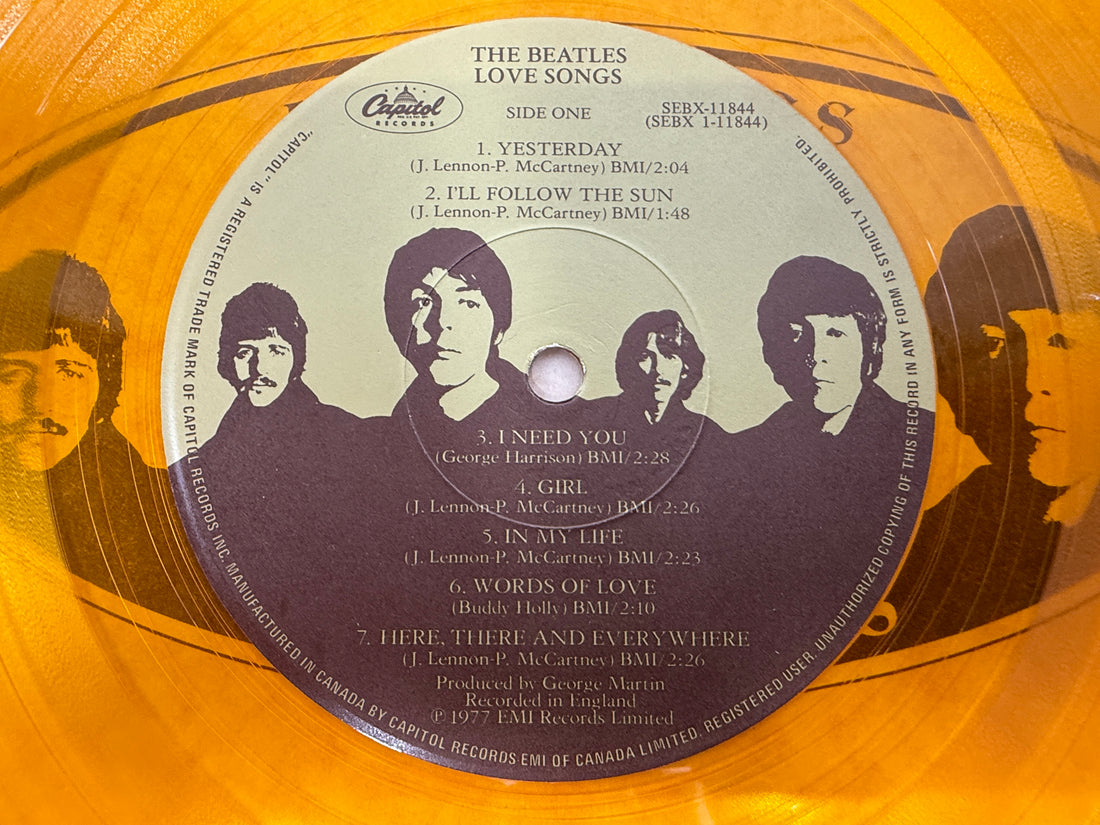 THE BEATLES
LOVE SONGS
Capitol
RECORDS
SIDE ONE
SEBX-11844
(SEBX 1-11844)
1. YESTERDAY
(J. Lennon-P. McCartney) BMI/2:04
2. I'LL FOLLOW THE SUN
(J. Lennon-P. McCartney) BMI/1:48
3. I NEED YOU
(George Harrison) BMI/2:28
4. GIRL
(J. Lennon-P. McCartney) BMI/2:26
5. IN MY LIFE
(J. Lennon-P. McCartney) BMI/2:23
6. WORDS OF LOVE
(Buddy Holly) BMI/2:10
7. HERE, THERE AND EVERYWHERE
(J. Lennon-P. McCartney) BMI/2:26
Produced by George Martin
Recorded in England
℗ 1977 EMI Records Limited
"CAPITOL" IS A REGISTERED TRADE MARK OF CAPITOL RECORDS INC. MANUFACTURED IN CANADA BY CAPITOL RECORDS-EMI OF CANADA LIMITED. REGISTERED USER. UNAUTHORIZED COPYING OF THIS RECORD IN ANY FORM IS STRICTLY PROHIBITED.